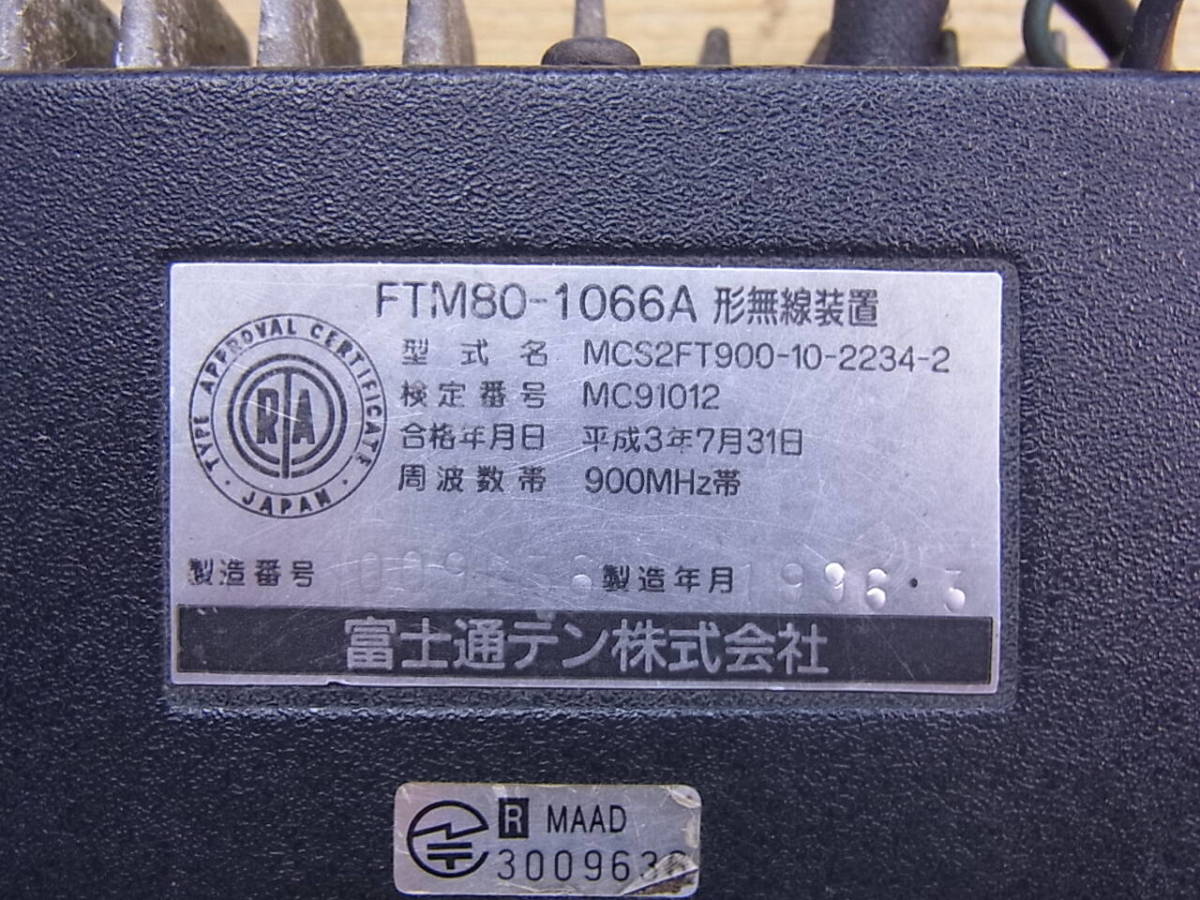 FTM80-1066A 形無線装置
TYPE APPROVAL CERTIFICATE
RA
・JAPAN・
型式名 MCS2FT900-10-2234-2
検定番号 MC91012
合格年月日 平成3年7月31日
周波数帯 900MHz帯
製造番号 製造年月 1996・3
富士通テン株式会社
R MAAD